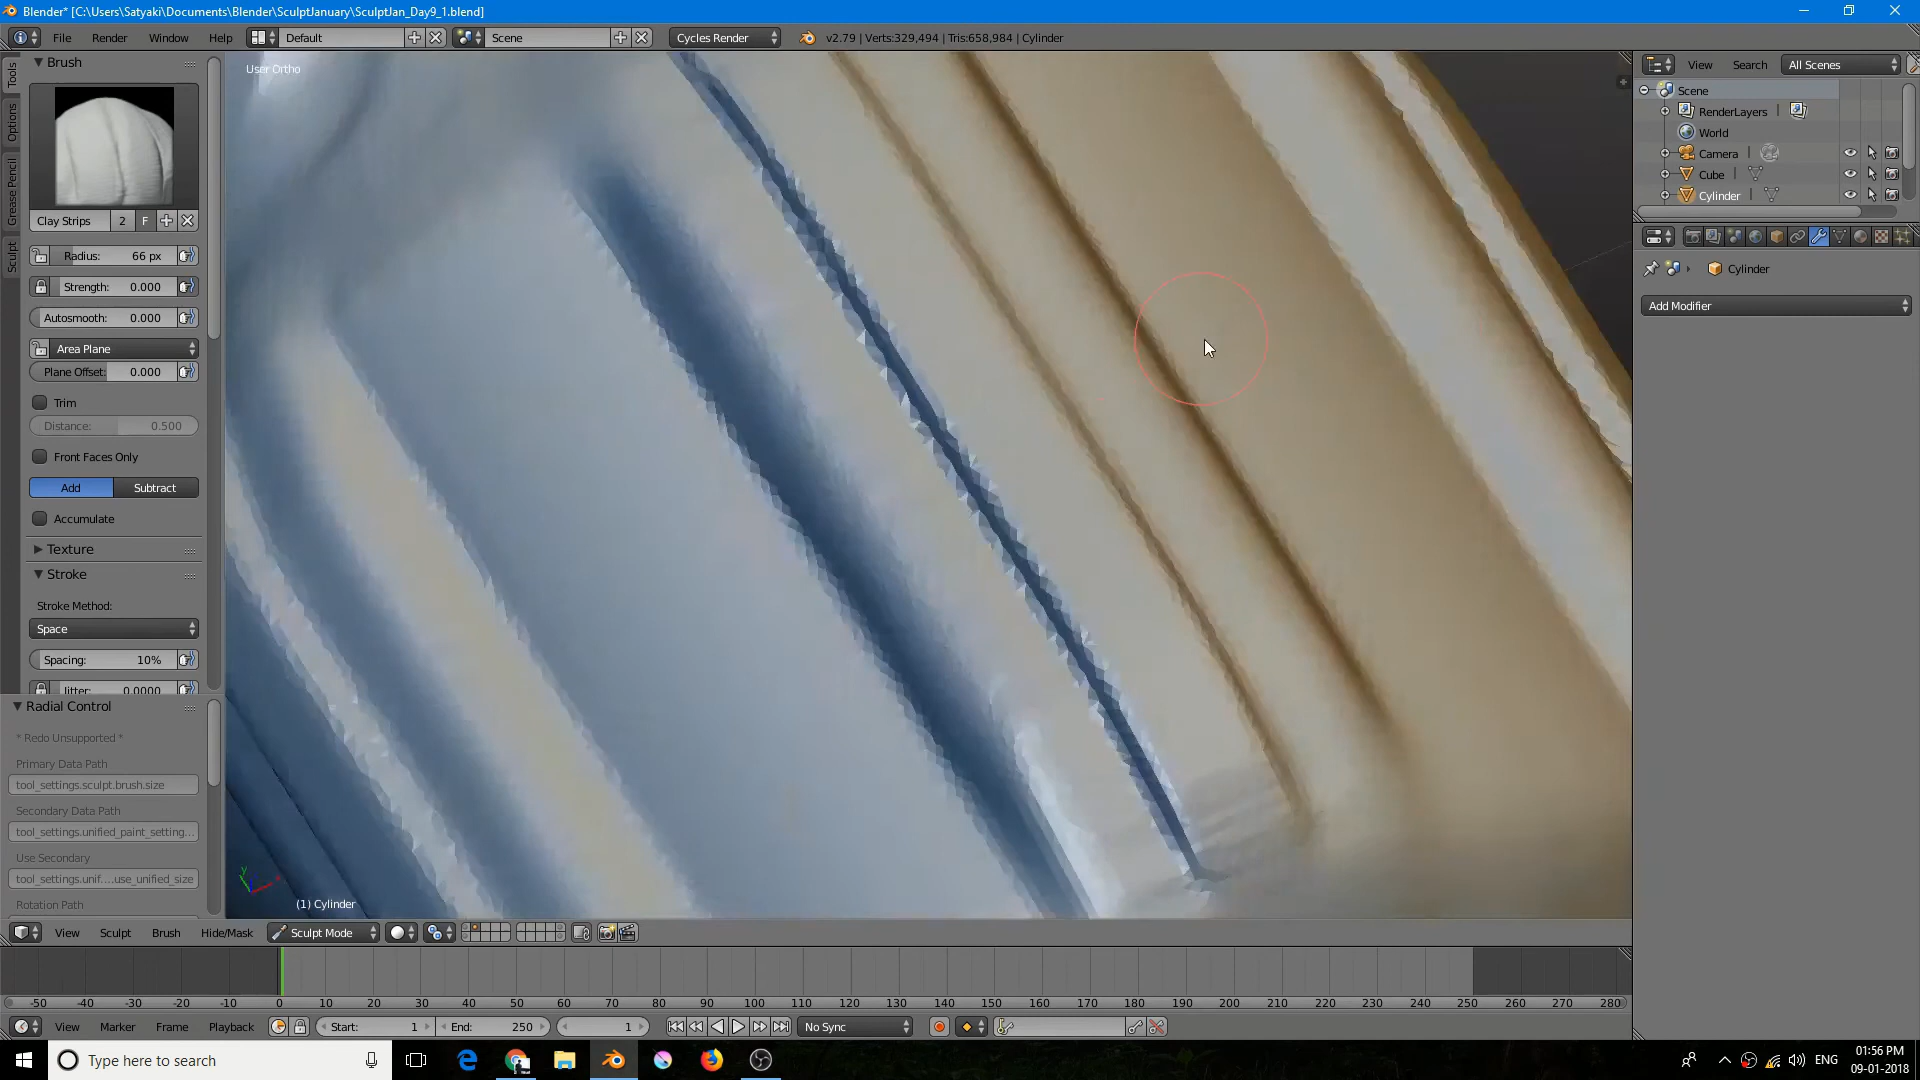 Blender* [C:\Users\Satyaki\Documents\Blender\SculptJanuary\SculptJan_Day9_1.blend]
File Render Window Help Default Scene Cycles Render v2.79 | Verts:329,494 | Tris:658,984 | Cylinder
Brush
User Ortho
Tools
Options
Grease Pencil
Sculpt
Clay Strips 2 F
Radius: 66 px
Strength: 0.000
Autosmooth: 0.000
Area Plane
Plane Offset: 0.000
Trim
Distance: 0.500
Front Faces Only
Add Subtract
Accumulate
Texture
Stroke
Stroke Method:
Space
Spacing: 10%
Jitter: 0.0000
Radial Control
* Redo Unsupported *
Primary Data Path
tool_settings.sculpt.brush.size
Secondary Data Path
tool_settings.unified_paint_setting...
Use Secondary
tool_settings.unif....use_unified_size
Rotation Path
y
(1) Cylinder
View Search All Scenes
Scene
RenderLayers
World
Camera
Cube
Cylinder
Cylinder
Add Modifier
View Sculpt Brush Hide/Mask Sculpt Mode
-50 -40 -30 -20 -10 0 10 20 30 40 50 60 70 80 90 100 110 120 130 140 150 160 170 180 190 200 210 220 230 240 250 260 270 280
View Marker Frame Playback Start: 1 End: 250 1 No Sync
Type here to search
ENG
01:56 PM
09-01-2018